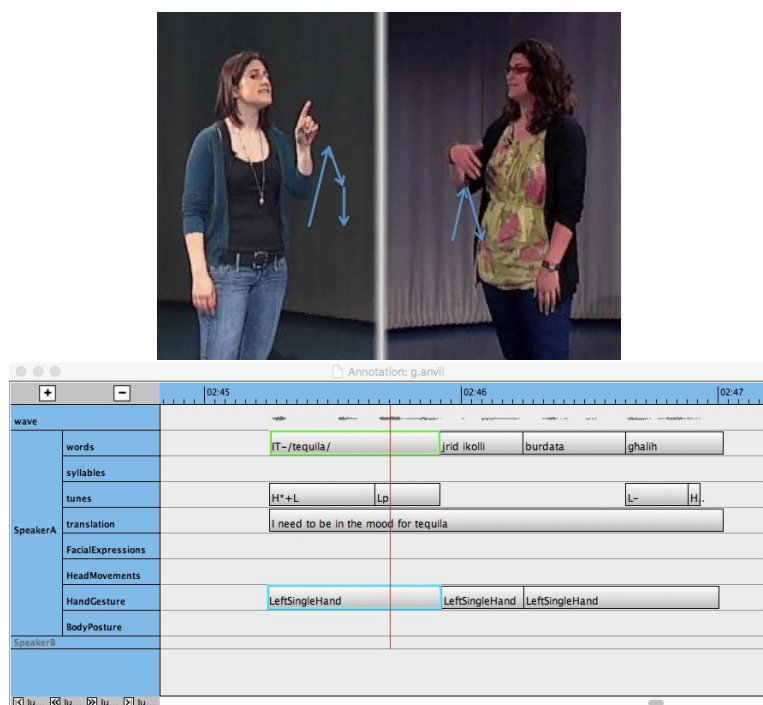 Annotation: g.anvil
+ −
02:45 02:46 02:47
wave
SpeakerA
words IT-/tequila/ jrid ikolli burdata għalih
syllables
tunes H*+L Lp L- H..
translation I need to be in the mood for tequila
FacialExpressions
HeadMovements
HandGesture LeftSingleHand LeftSingleHand LeftSingleHand
BodyPosture
SpeakerB